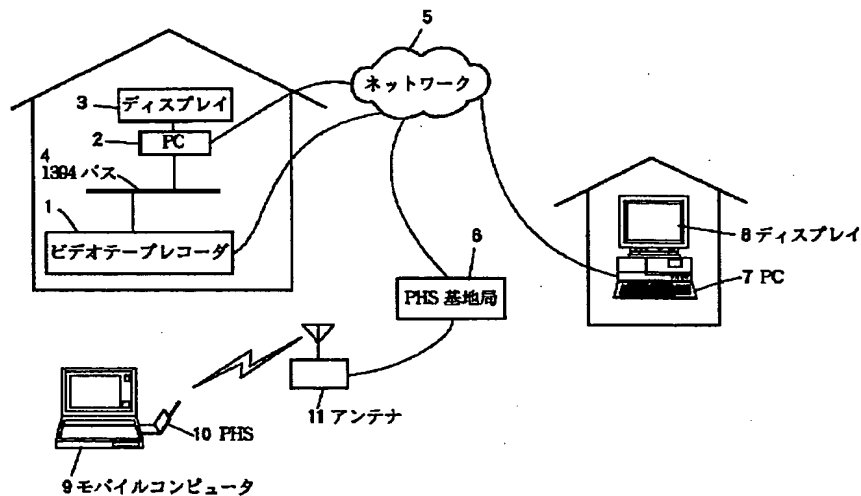 5
ネットワーク
3 ディスプレイ
2 PC
4
1394 バス
1
ビデオテープレコーダ
6
PHS 基地局
8 ディスプレイ
7 PC
11 アンテナ
10 PHS
9 モバイルコンピュータ